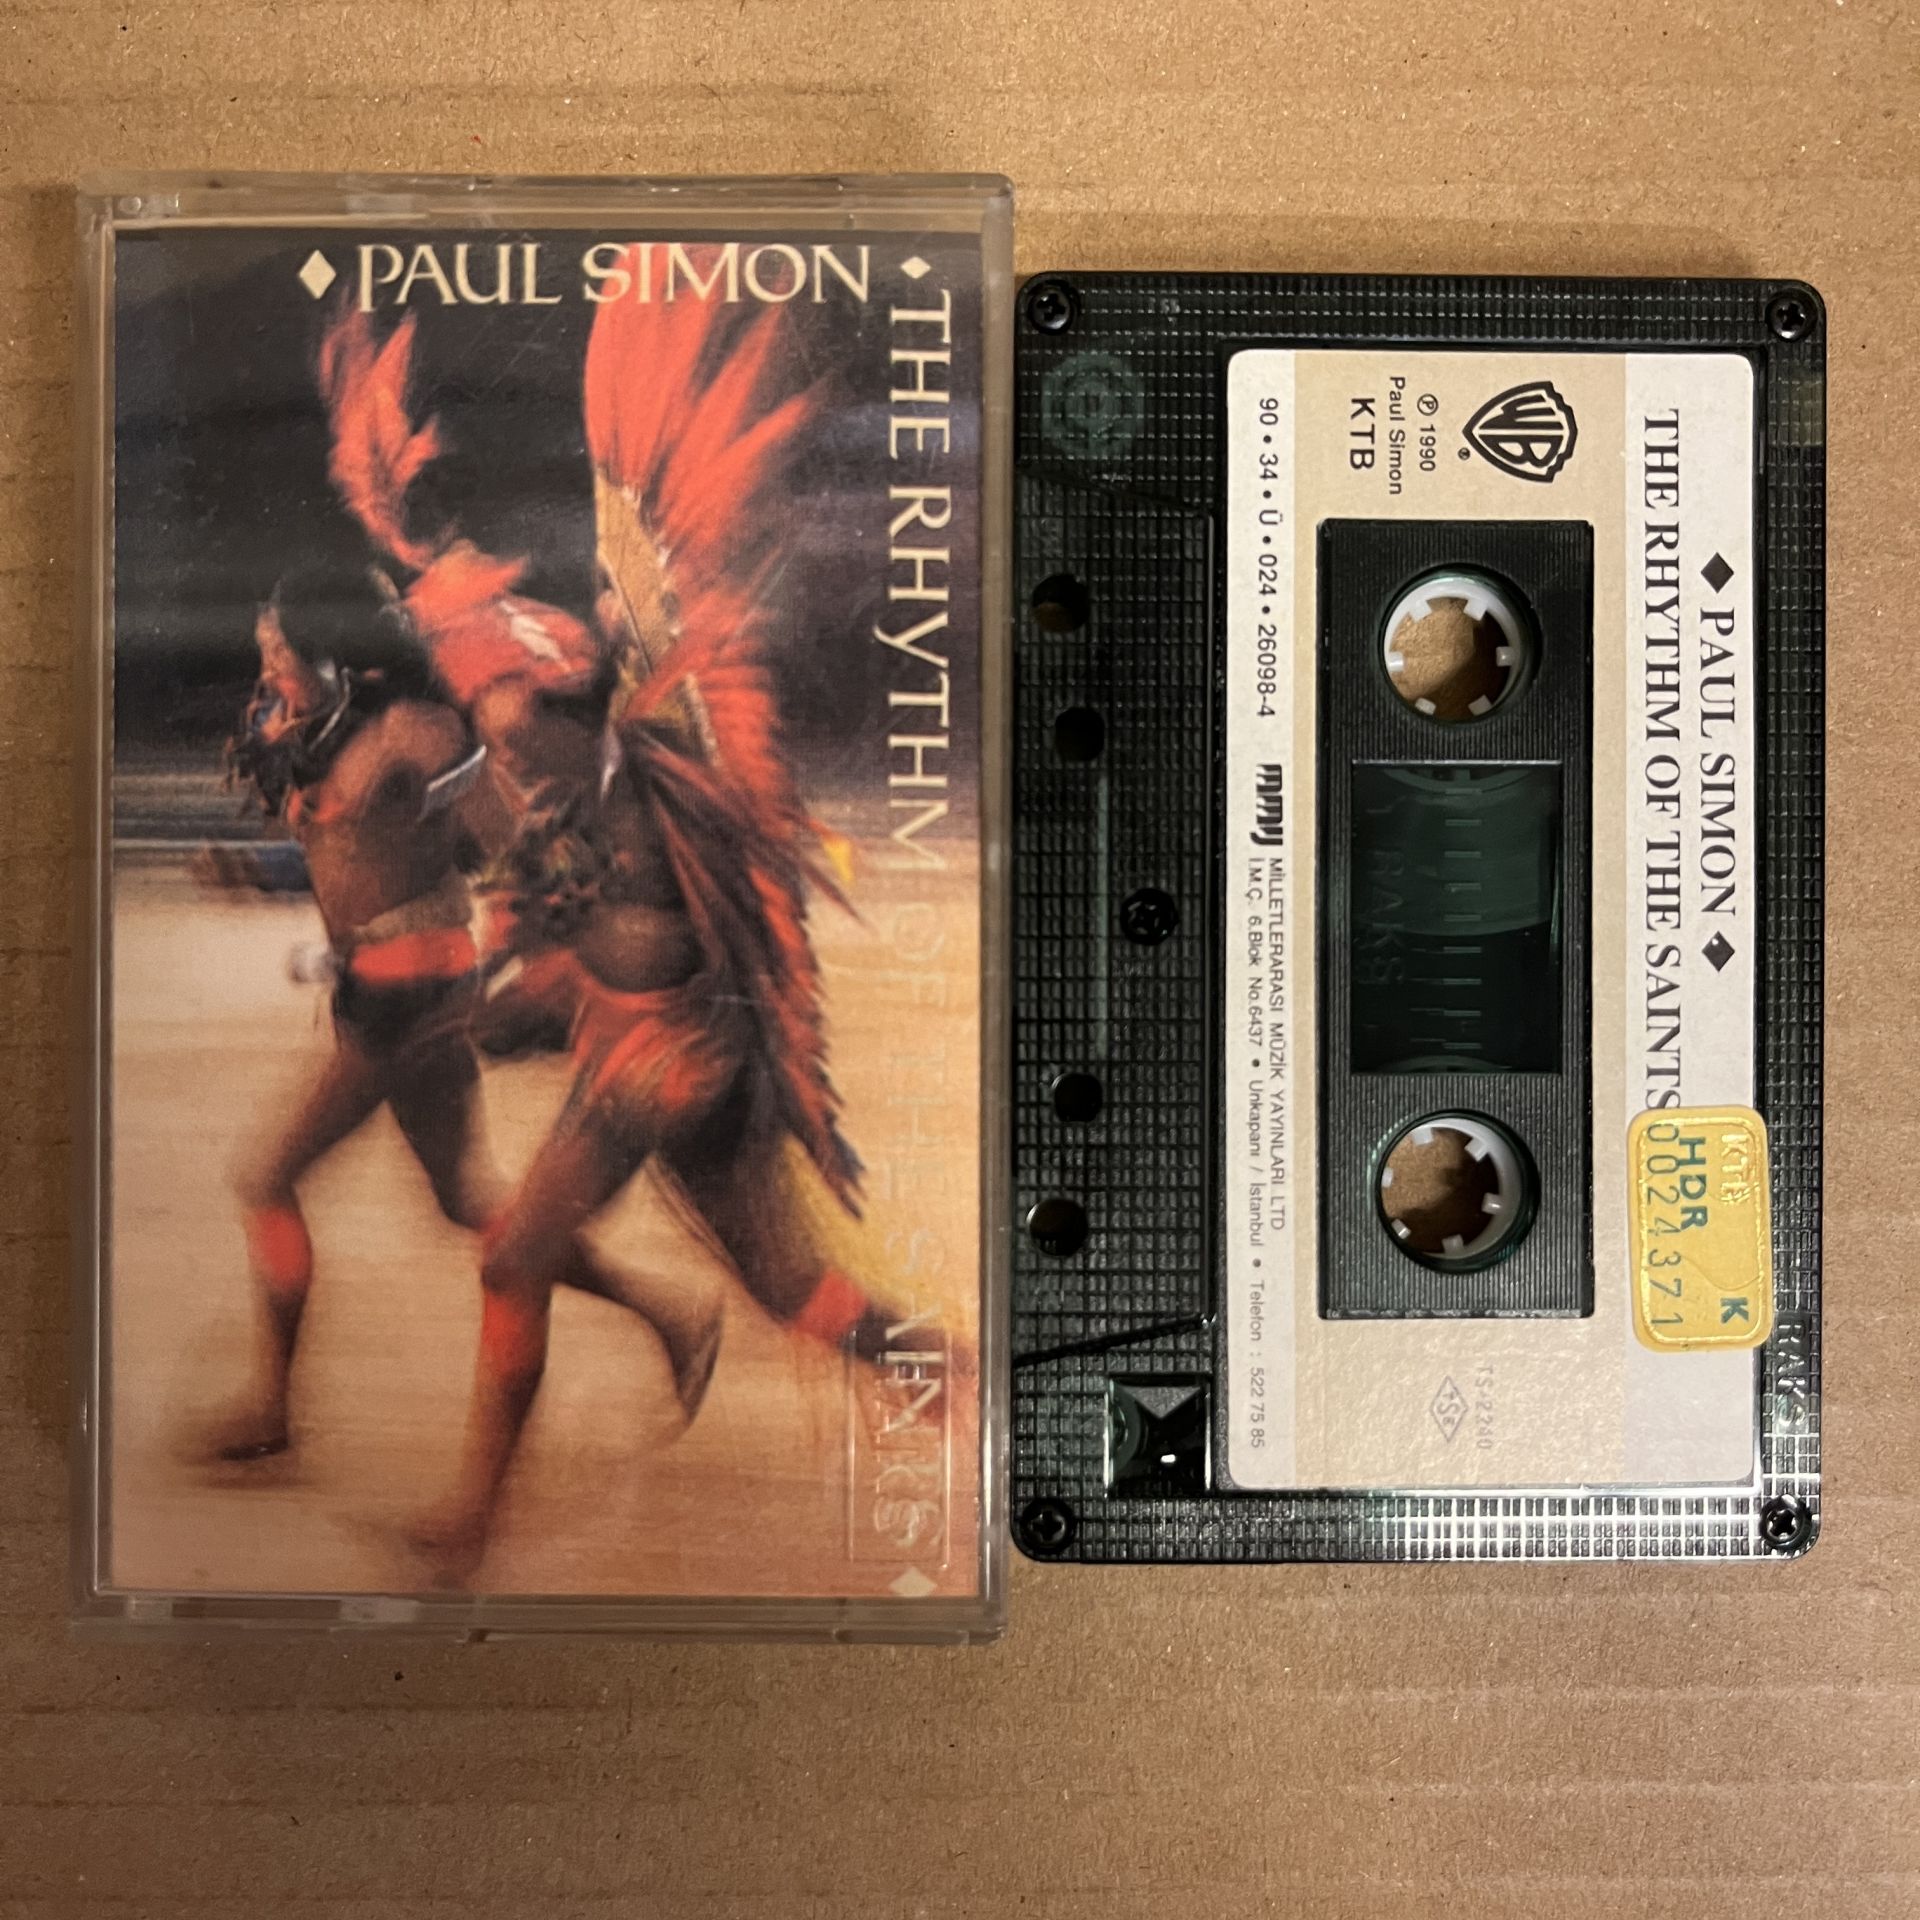 ◆ PAUL SIMON ◆
THE RHYTHM OF THE SAINTS ◆
◆ PAUL SIMON ◆
THE RHYTHM OF THE SAINTS
WB
®
℗ 1990
Paul Simon
KTB
90 • 34 • Ü • 024 • 26098-4
MMY
MİLLETLERARASI MÜZİK YAYINLARI LTD
İ.M.Ç. 6.Blok No.6437 • Unkapanı / İstanbul • Telefon : 522 75 85
TS-2240
TSE
K
HDR
0024371
RAKS
RAKS